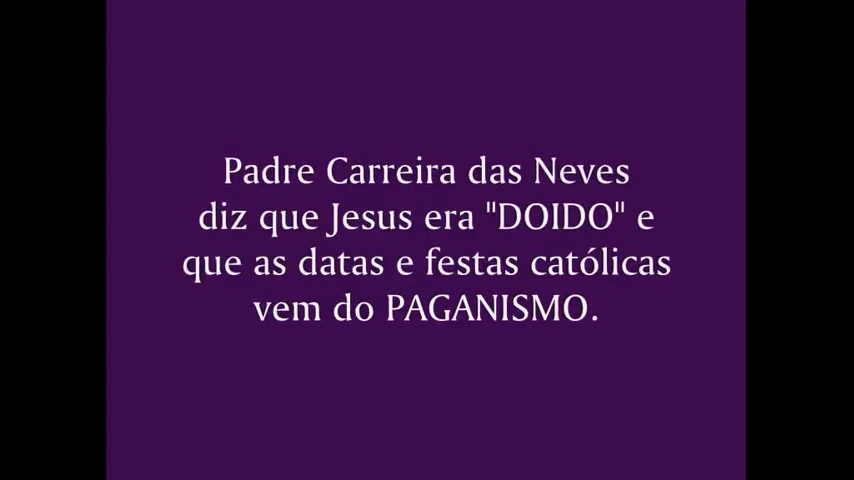 Padre Carreira das Neves
diz que Jesus era "DOIDO" e
que as datas e festas católicas
vem do PAGANISMO.